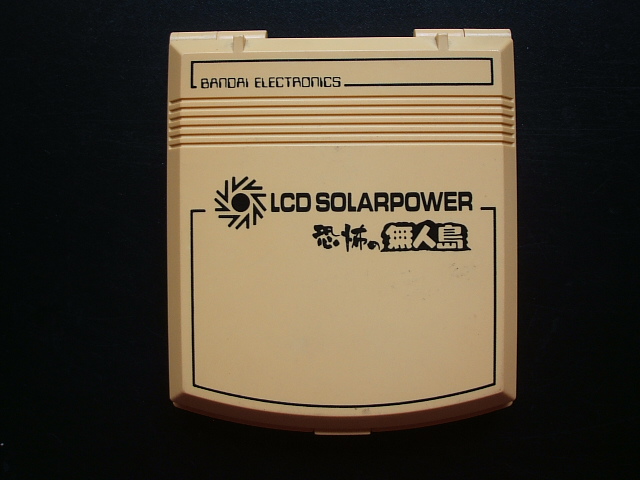 BANDAI ELECTRONICS
LCD SOLARPOWER
恐怖の無人島